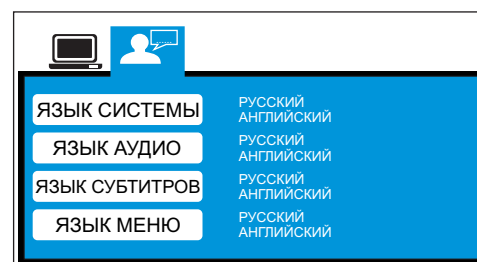 ЯЗЫК СИСТЕМЫ
РУССКИЙ
АНГЛИЙСКИЙ
ЯЗЫК АУДИО
РУССКИЙ
АНГЛИЙСКИЙ
ЯЗЫК СУБТИТРОВ
РУССКИЙ
АНГЛИЙСКИЙ
ЯЗЫК МЕНЮ
РУССКИЙ
АНГЛИЙСКИЙ